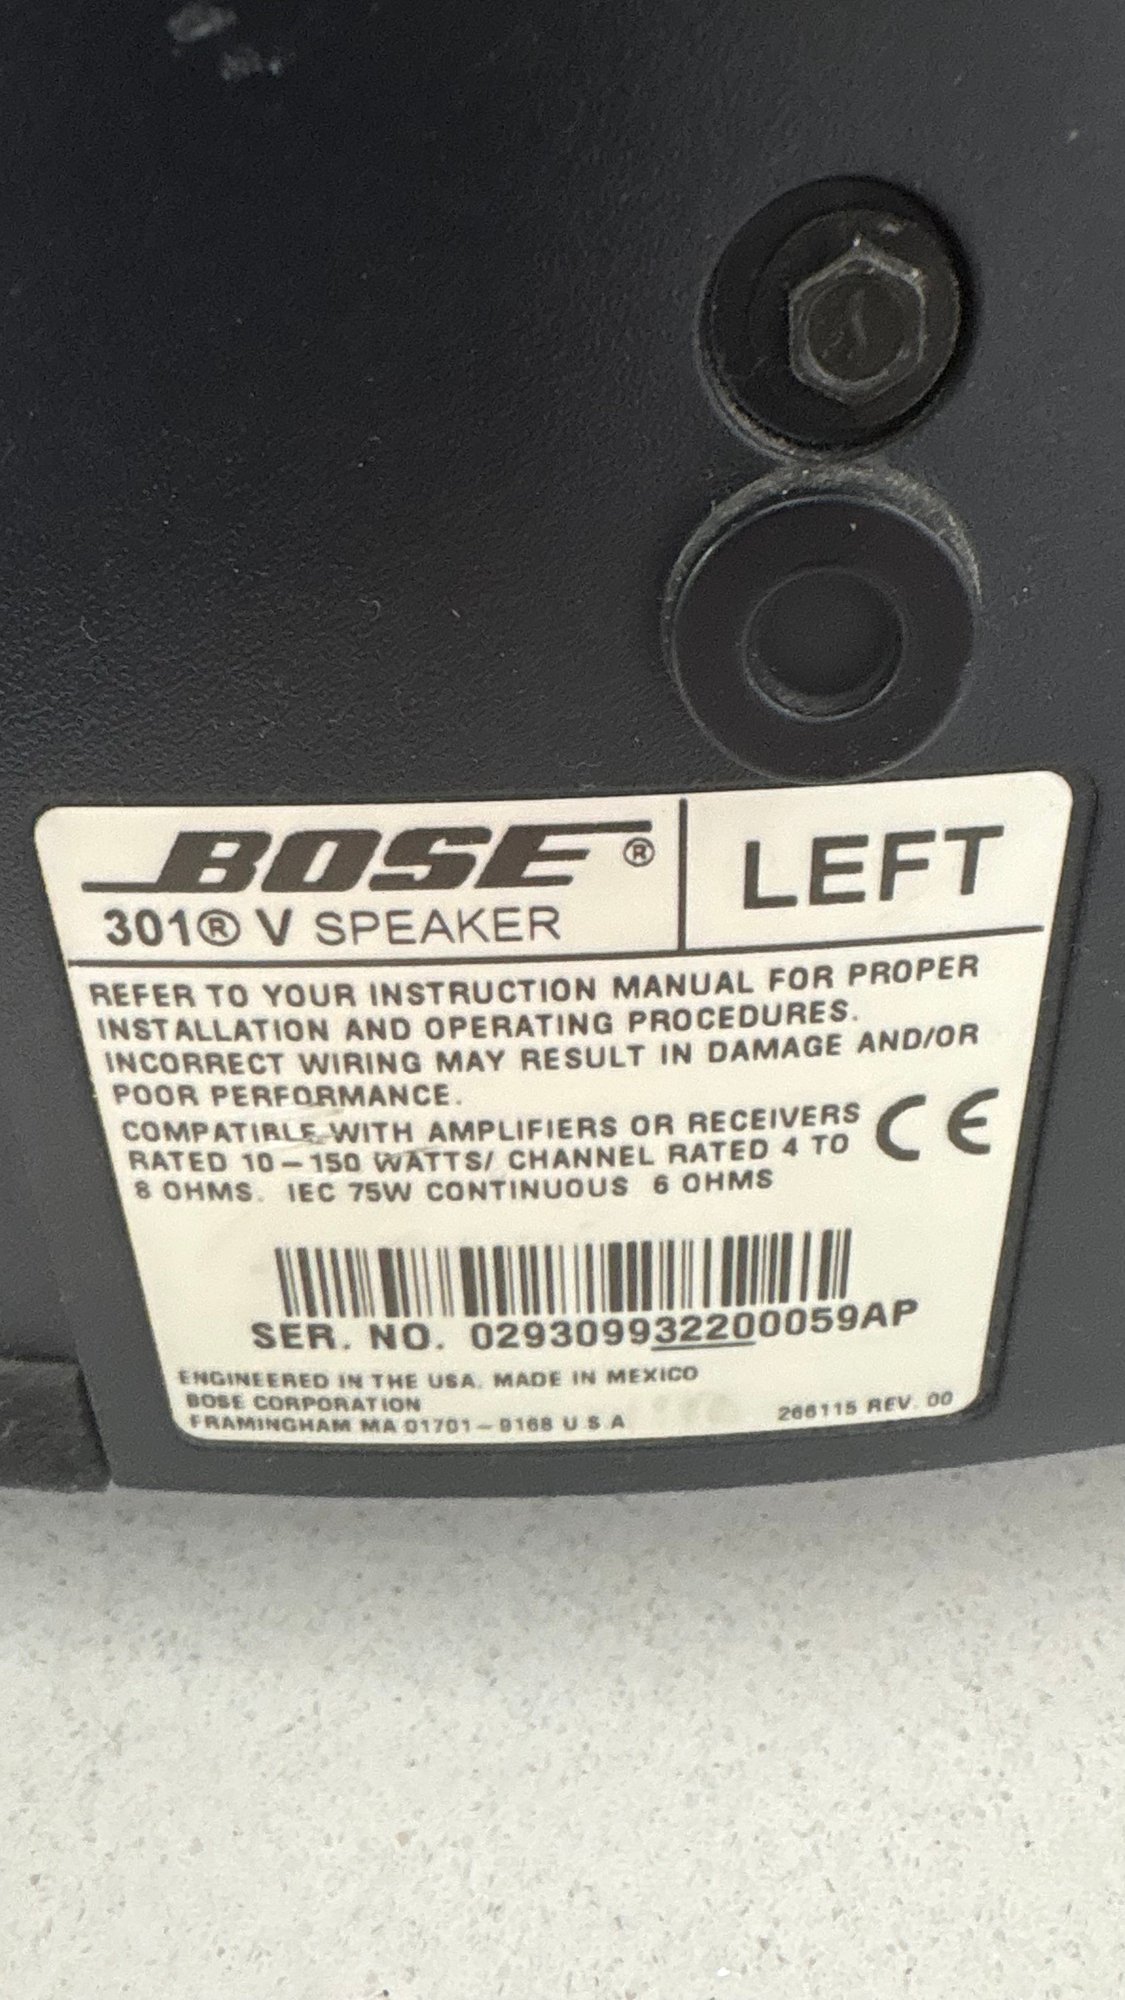 BOSE® LEFT
301® V SPEAKER
REFER TO YOUR INSTRUCTION MANUAL FOR PROPER
INSTALLATION AND OPERATING PROCEDURES.
INCORRECT WIRING MAY RESULT IN DAMAGE AND/OR
POOR PERFORMANCE.
COMPATIBLE WITH AMPLIFIERS OR RECEIVERS
RATED 10-150 WATTS/ CHANNEL RATED 4 TO
8 OHMS. IEC 75W CONTINUOUS 6 OHMS
CE
SER. NO. 029309932200059AP
ENGINEERED IN THE USA. MADE IN MEXICO
BOSE CORPORATION
FRAMINGHAM MA 01701-9168 U S A
266115 REV. 00